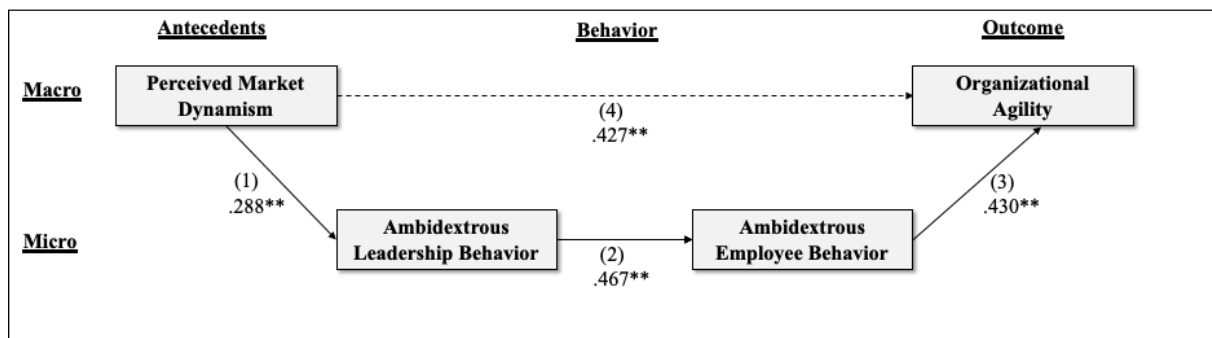 Antecedents
Behavior
Outcome
Macro
Perceived Market
Dynamism
Organizational
Agility
(4)
.427**
(1)
.288**
(3)
.430**
Micro
Ambidextrous
Leadership Behavior
(2)
.467**
Ambidextrous
Employee Behavior